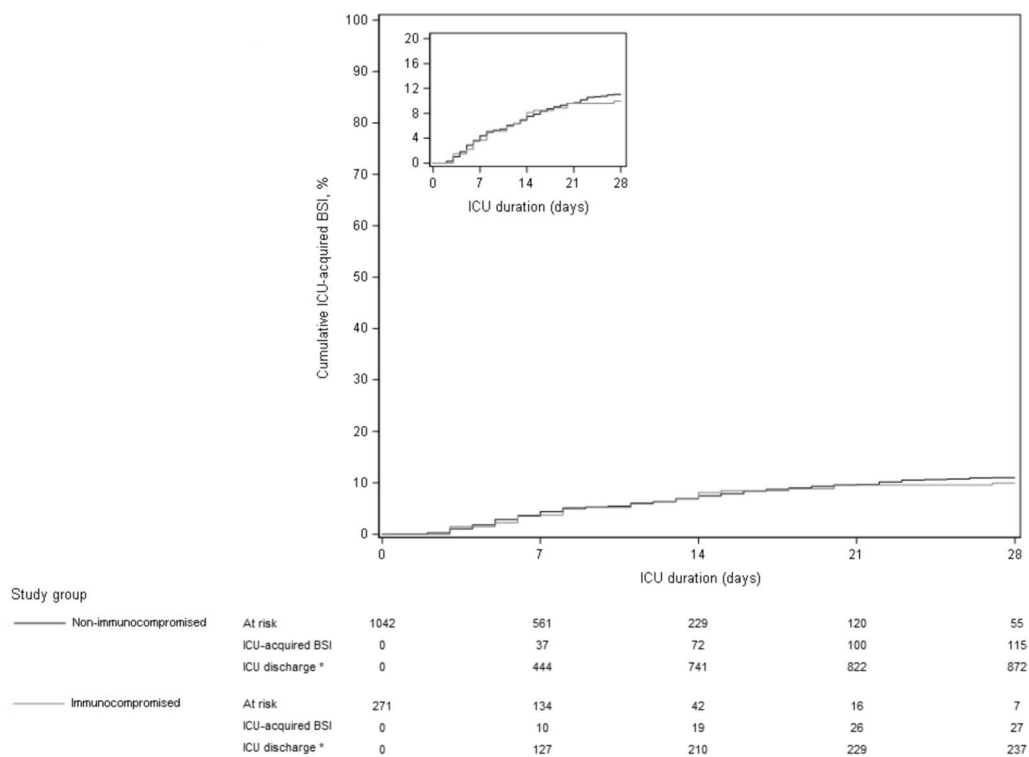 100
90
80
70
60
50
40
30
20
10
0
Cumulative ICU-acquired BSI, %
20
16
12
8
4
0
0 7 14 21 28
ICU duration (days)
0 7 14 21 28
ICU duration (days)
Study group
Non-immunocompromised At risk 1042 561 229 120 55
ICU-acquired BSI 0 37 72 100 115
ICU discharge * 0 444 741 822 872
Immunocompromised At risk 271 134 42 16 7
ICU-acquired BSI 0 10 19 26 27
ICU discharge * 0 127 210 229 237